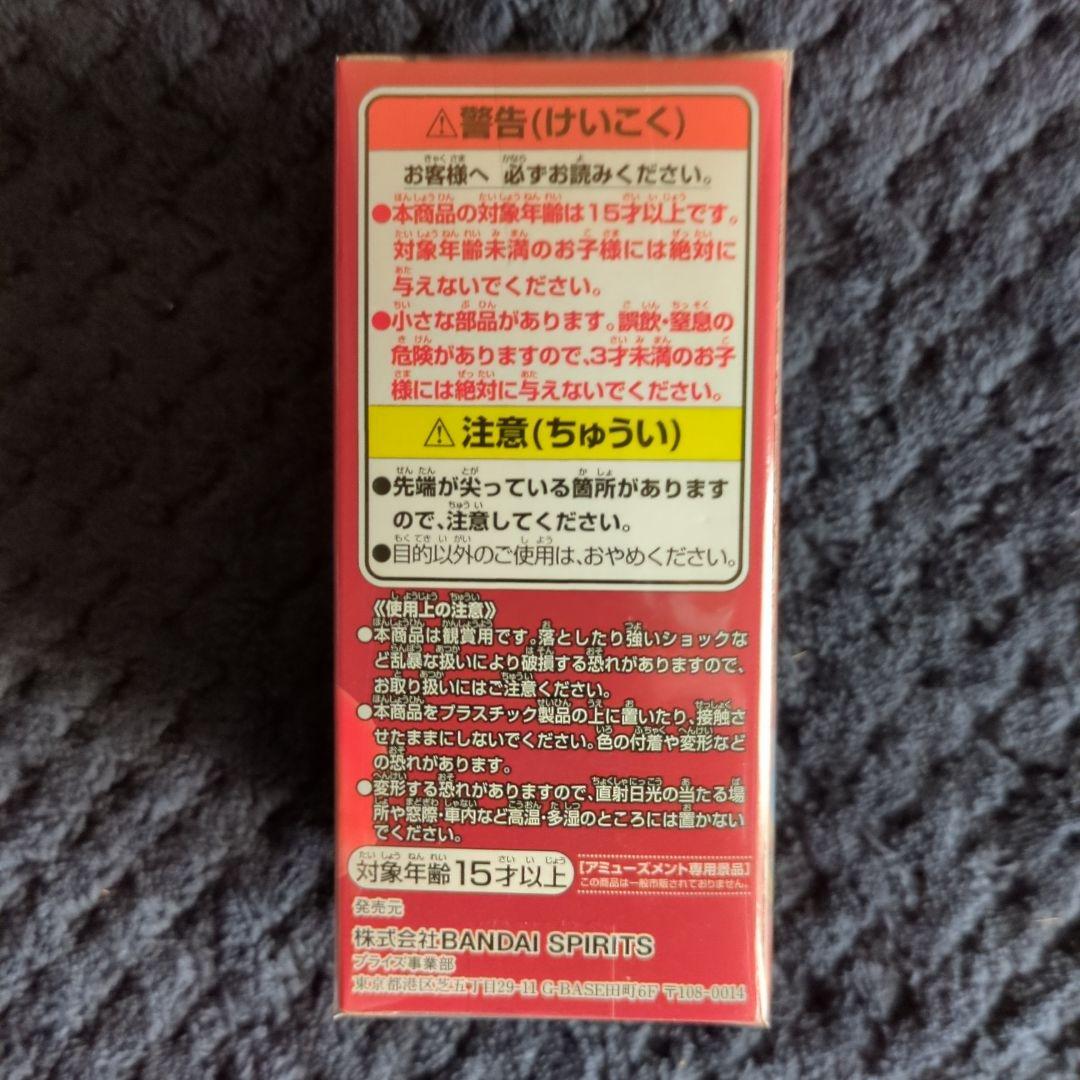 ⚠警告(けいこく)
お客様へ 必ずお読みください。
●本商品の対象年齢は15才以上です。
対象年齢未満のお子様には絶対に
与えないでください。
●小さな部品があります。誤飲・窒息の
危険がありますので、3才未満のお子
様には絶対に与えないでください。
⚠注意(ちゅうい)
●先端が尖っている箇所があります
ので、注意してください。
●目的以外のご使用は、おやめください。
《使用上の注意》
●本商品は観賞用です。落としたり強いショックな
ど乱暴な扱いにより破損する恐れがありますので、
お取り扱いにはご注意ください。
●本商品をプラスチック製品の上に置いたり、接触さ
せたままにしないでください。色の付着や変形など
の恐れがあります。
●変形する恐れがありますので、直射日光の当たる場
所や窓際・車内など高温・多湿のところには置かない
でください。
対象年齢15才以上
[アミューズメント専用景品]
この商品は一般市販されておりません。
発売元
株式会社BANDAI SPIRITS
プライズ事業部
東京都港区芝五丁目29-11 G-BASE田町6F 〒108-0014